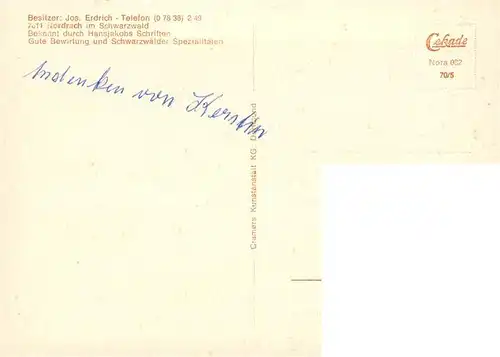 Besitzer: Jos. Erdrich - Telefon (0 78 38) 2 49
7611 Nordrach im Schwarzwald
Bekannt durch Hansjakobs Schriften
Gute Bewirtung und Schwarzwälder Spezialitäten
Andenken von Kerstin
Cramers Kunstanstalt KG
Cekade
Nora 062
70/5